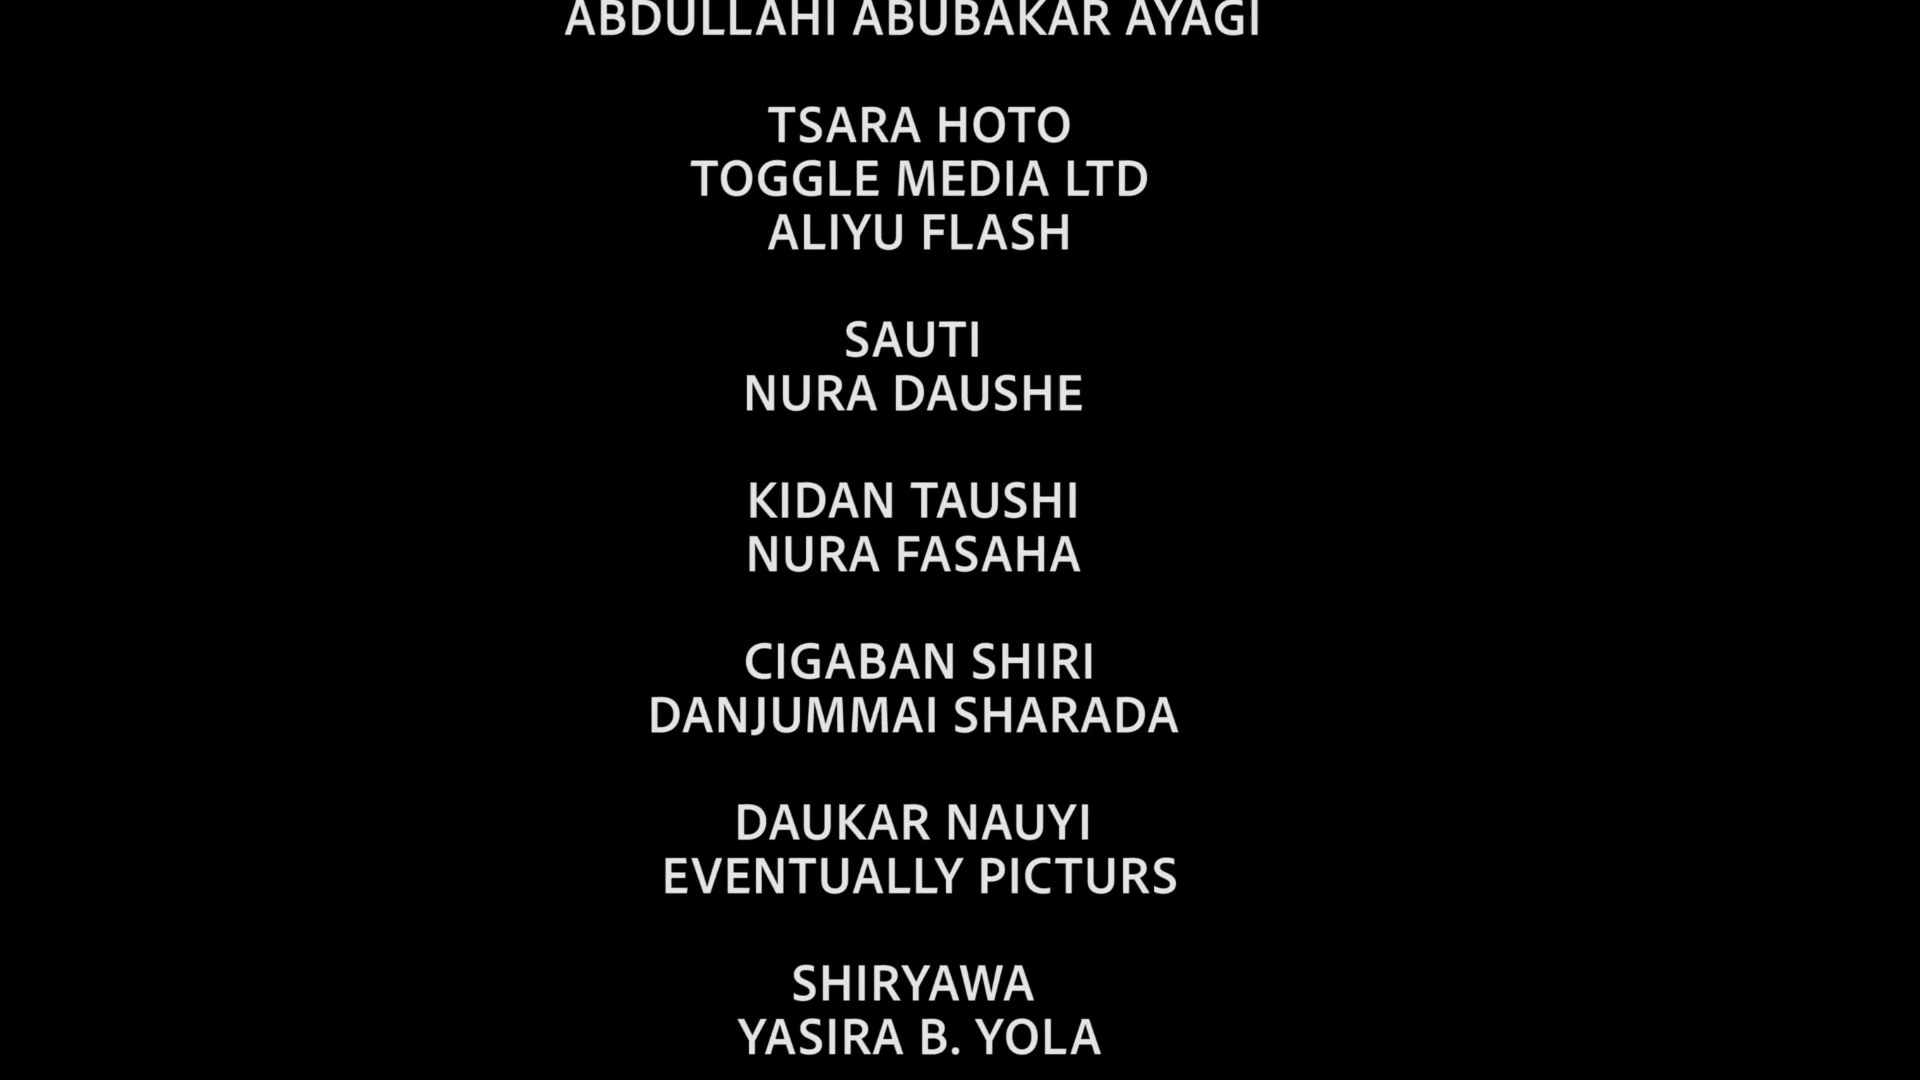 ABDULLAHI ABUBAKAR AYAGI
TSARA HOTO
TOGGLE MEDIA LTD
ALIYU FLASH
SAUTI
NURA DAUSHE
KIDAN TAUSHI
NURA FASAHA
CIGABAN SHIRI
DANJUMMAI SHARADA
DAUKAR NAUYI
EVENTUALLY PICTURS
SHIRYAWA
YASIRA B. YOLA